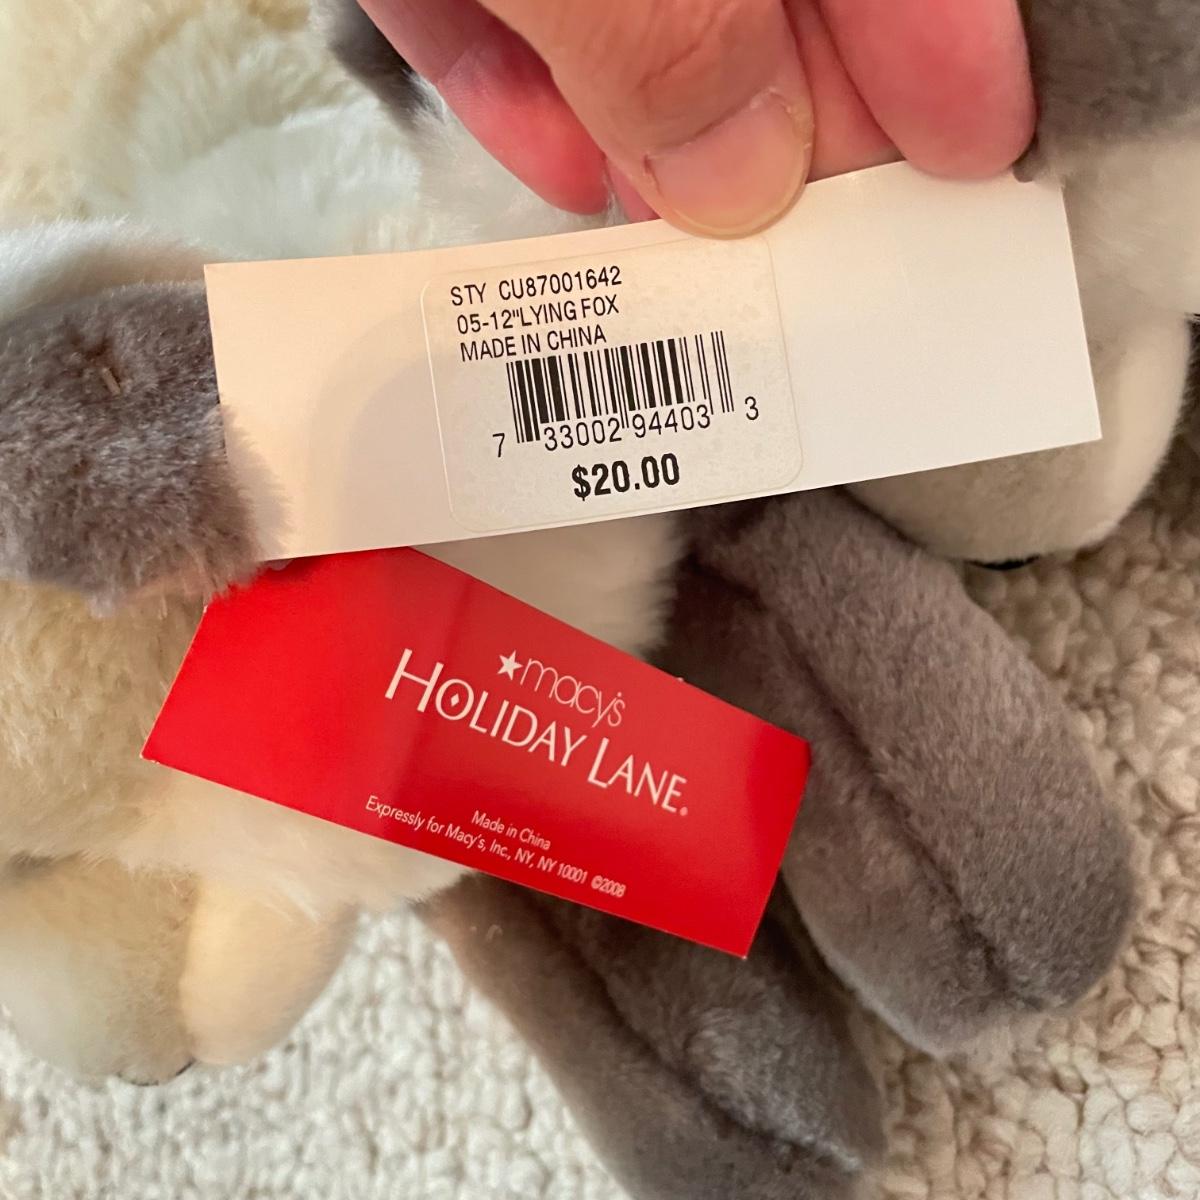 STY CU87001642
05-12"LYING FOX
MADE IN CHINA
7 33002 94403 3
$20.00
★macy's
HOLIDAY LANE®
Made in China
Expressly for Macy's, Inc, NY, NY 10001 ©2008